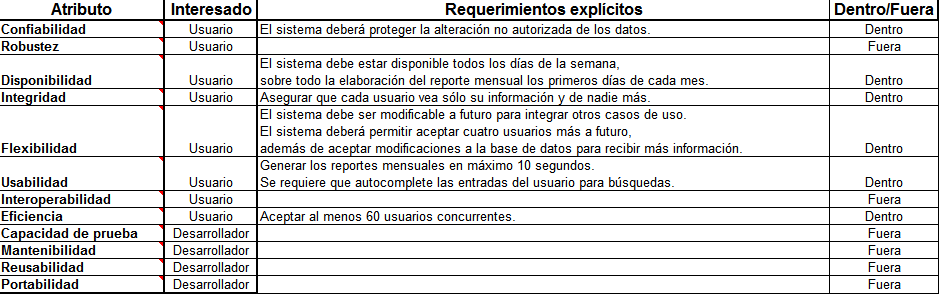 Atributo Interesado Requerimientos explícitos Dentro/Fuera
Confiabilidad Usuario El sistema deberá proteger la alteración no autorizada de los datos. Dentro
Robustez Usuario Fuera
El sistema debe estar disponible todos los días de la semana,
Disponibilidad Usuario sobre todo la elaboración del reporte mensual los primeros días de cada mes. Dentro
Integridad Usuario Asegurar que cada usuario vea sólo su información y de nadie más. Dentro
El sistema debe ser modificable a futuro para integrar otros casos de uso.
El sistema deberá permitir aceptar cuatro usuarios más a futuro,
Flexibilidad Usuario además de aceptar modificaciones a la base de datos para recibir más información. Dentro
Generar los reportes mensuales en máximo 10 segundos.
Usabilidad Usuario Se requiere que autocomplete las entradas del usuario para búsquedas. Dentro
Interoperabilidad Usuario Fuera
Eficiencia Usuario Aceptar al menos 60 usuarios concurrentes. Dentro
Capacidad de prueba Desarrollador Fuera
Mantenibilidad Desarrollador Fuera
Reusabilidad Desarrollador Fuera
Portabilidad Desarrollador Fuera